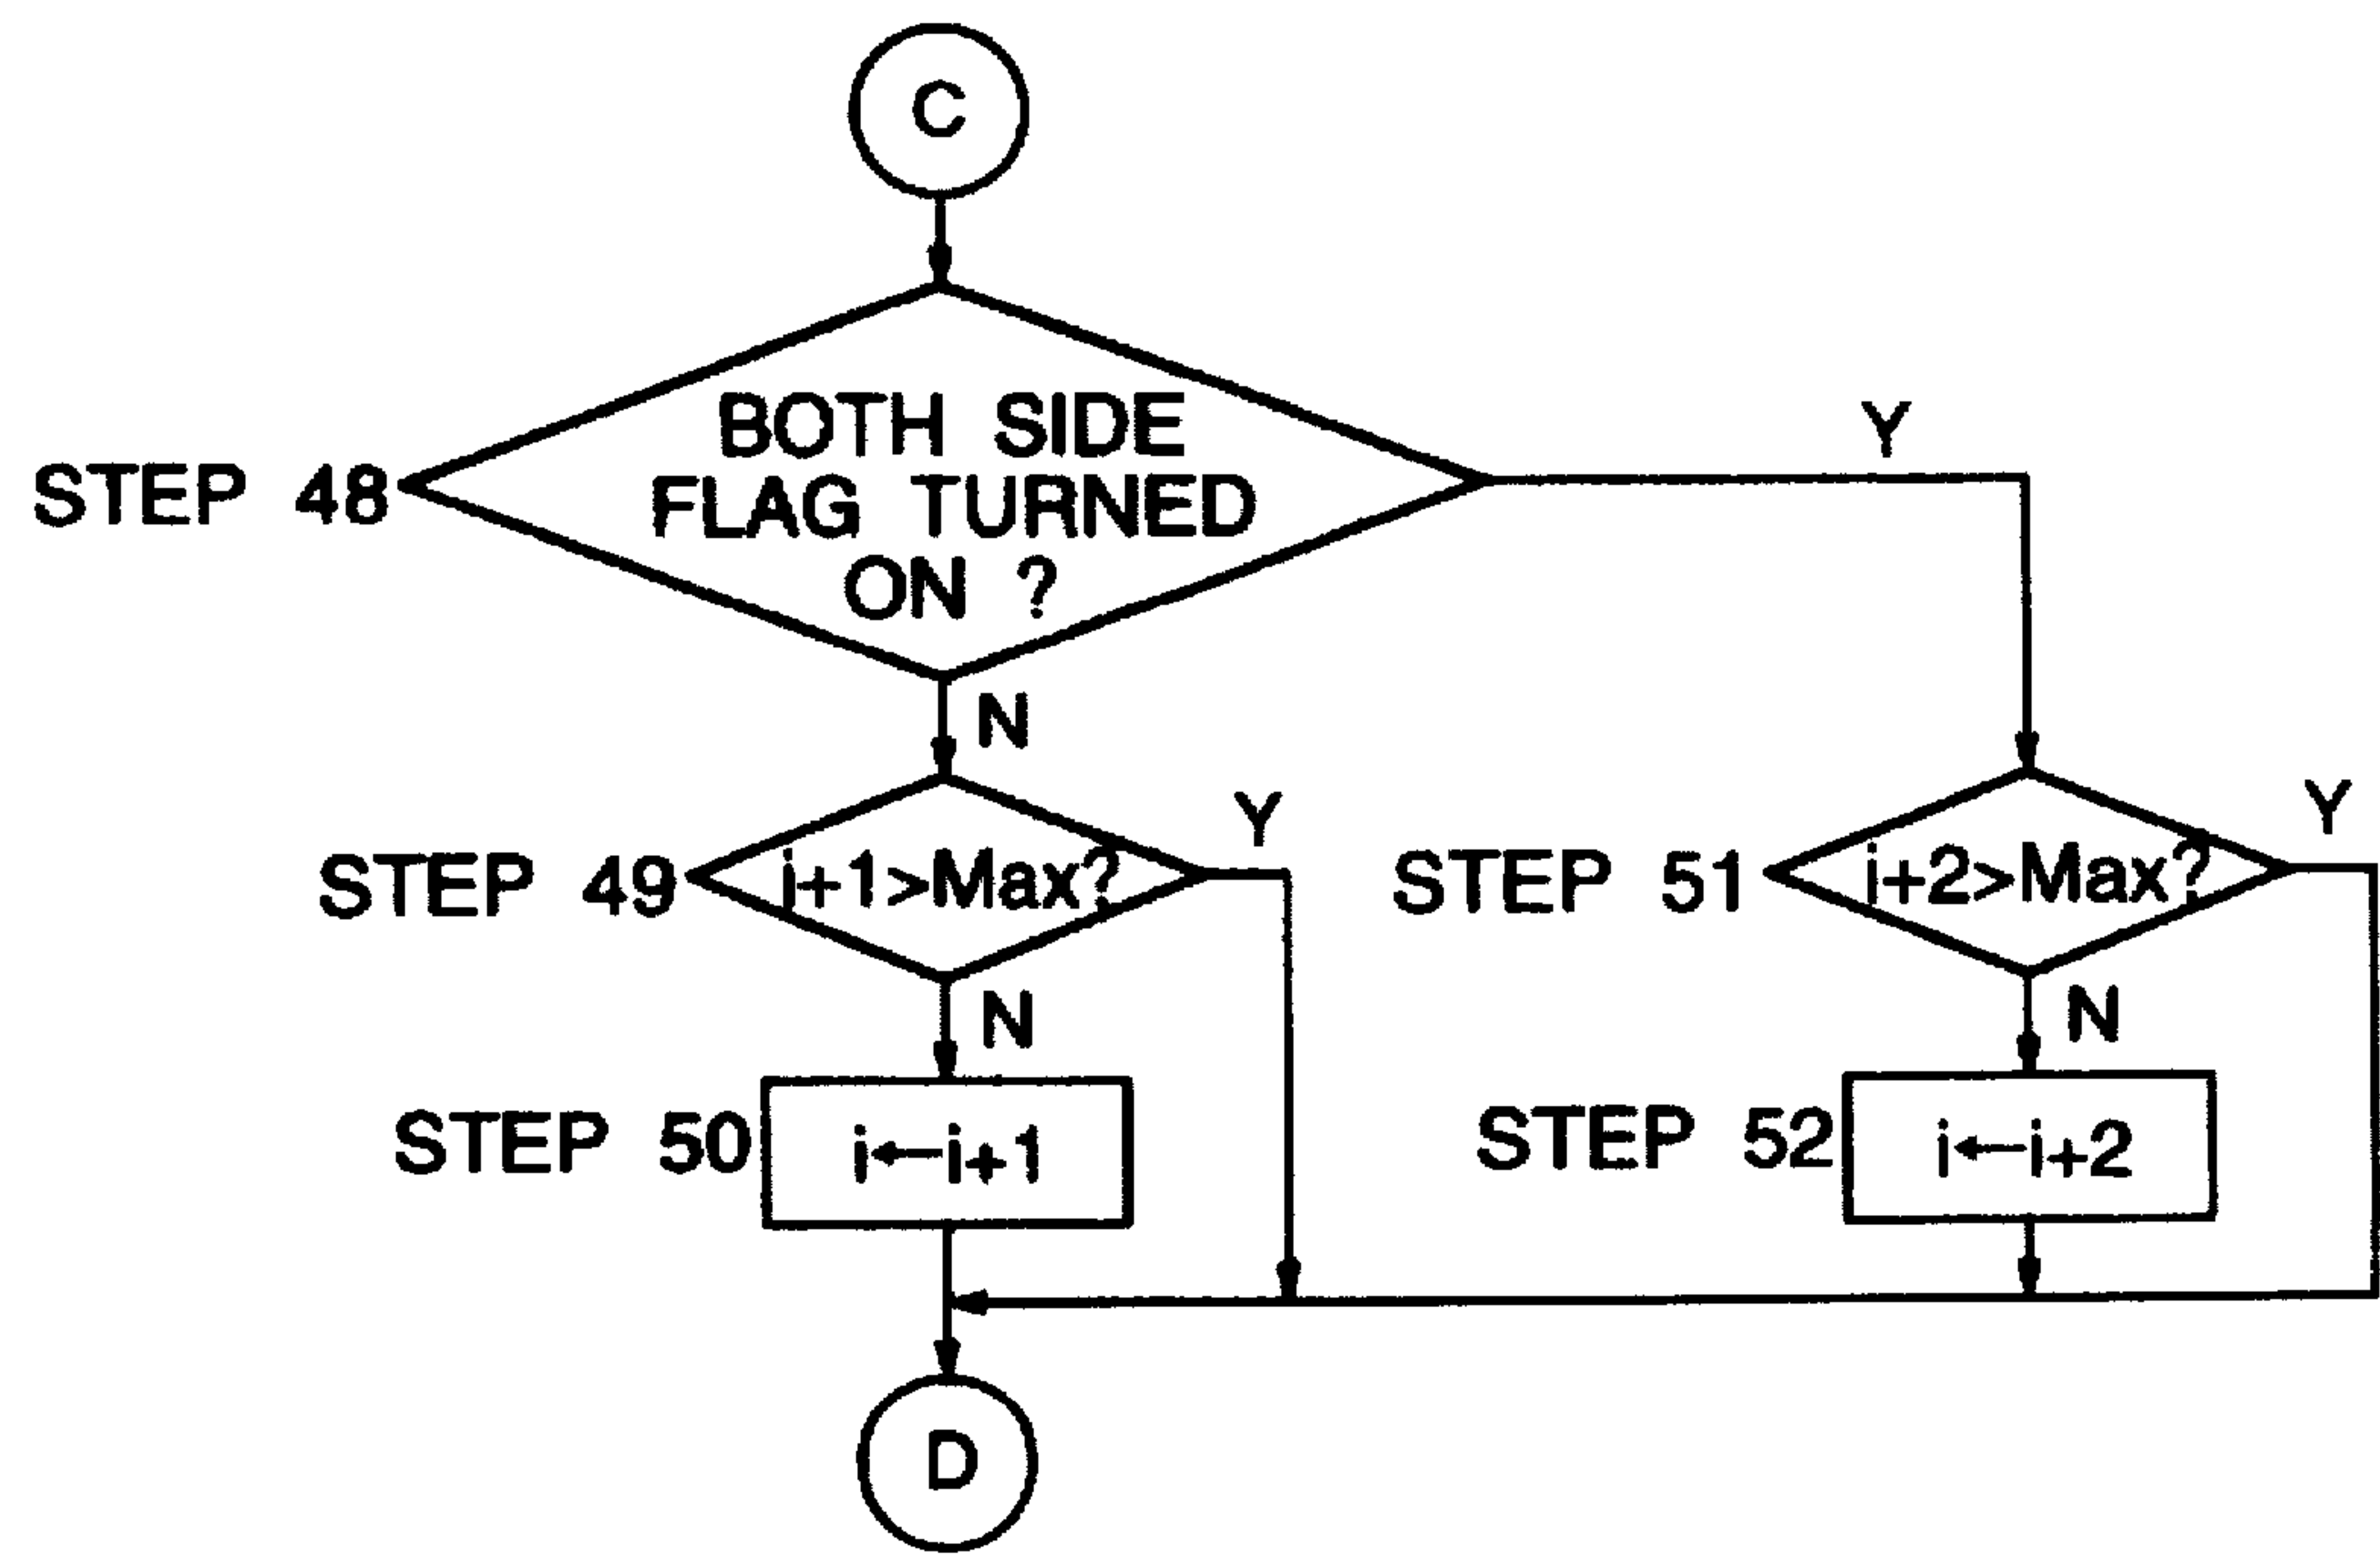 C
BOTH SIDE
FLAG TURNED
ON ?
STEP 48
Y
N
STEP 49
i+1>Max?
Y
STEP 51
i+2>Max?
Y
N
N
STEP 50
i←i+1
STEP 52
i←i+2
D